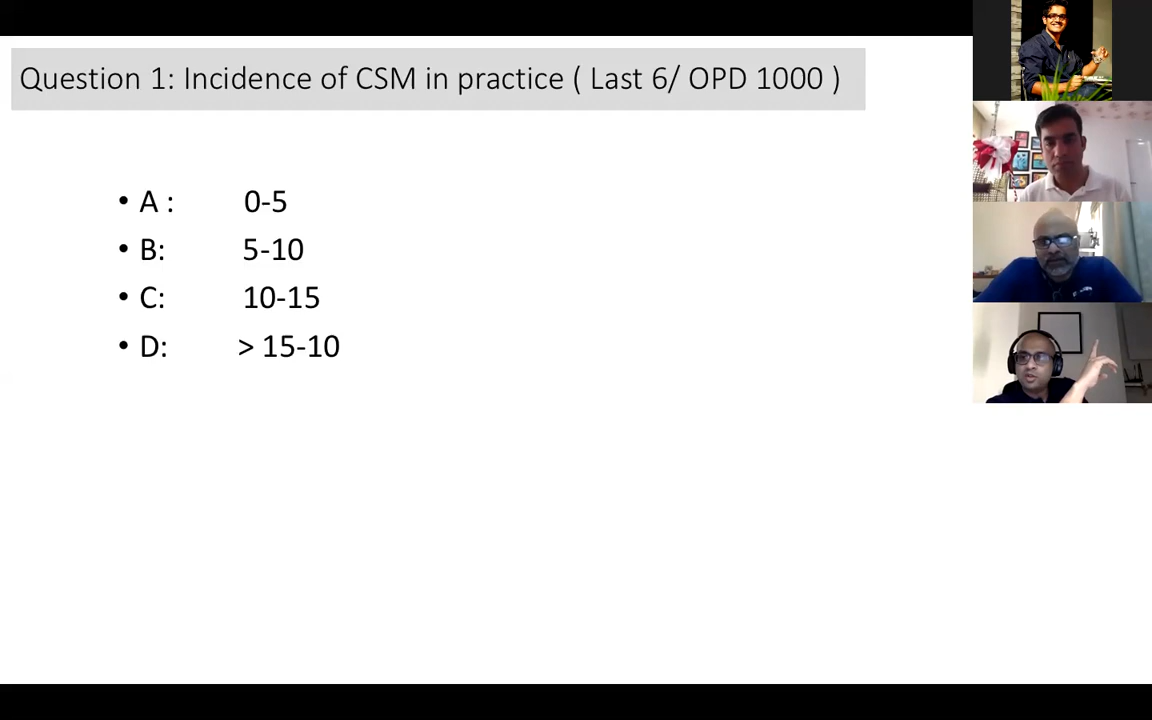 Question 1: Incidence of CSM in practice ( Last 6/ OPD 1000 )
• A : 0-5
• B: 5-10
• C: 10-15
• D: > 15-10